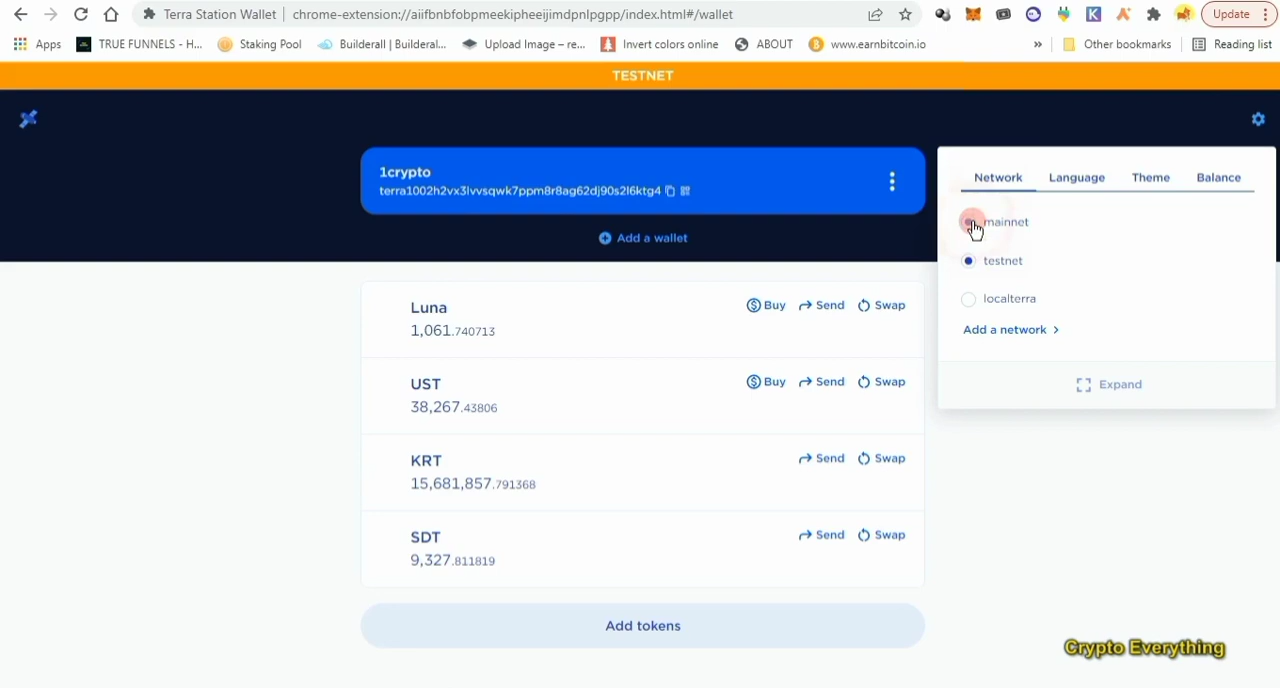 Terra Station Wallet
chrome-extension://aiifbnbfobpmeekipheeijimdpnlpgpp/index.html#/wallet
Update
Apps
TRUE FUNNELS - H...
Staking Pool
Builderall | Builderal...
Upload Image – re...
Invert colors online
ABOUT
www.earnbitcoin.io
»
Other bookmarks
Reading list
TESTNET
1crypto
terra1002h2vx3lvvsqwk7ppm8r8ag62dj90s2l6ktg4
Add a wallet
Luna
1,061.740713
Buy
Send
Swap
UST
38,267.43806
Buy
Send
Swap
KRT
15,681,857.791368
Send
Swap
SDT
9,327.811819
Send
Swap
Add tokens
Network
Language
Theme
Balance
mainnet
testnet
localterra
Add a network >
Expand
Crypto Everything